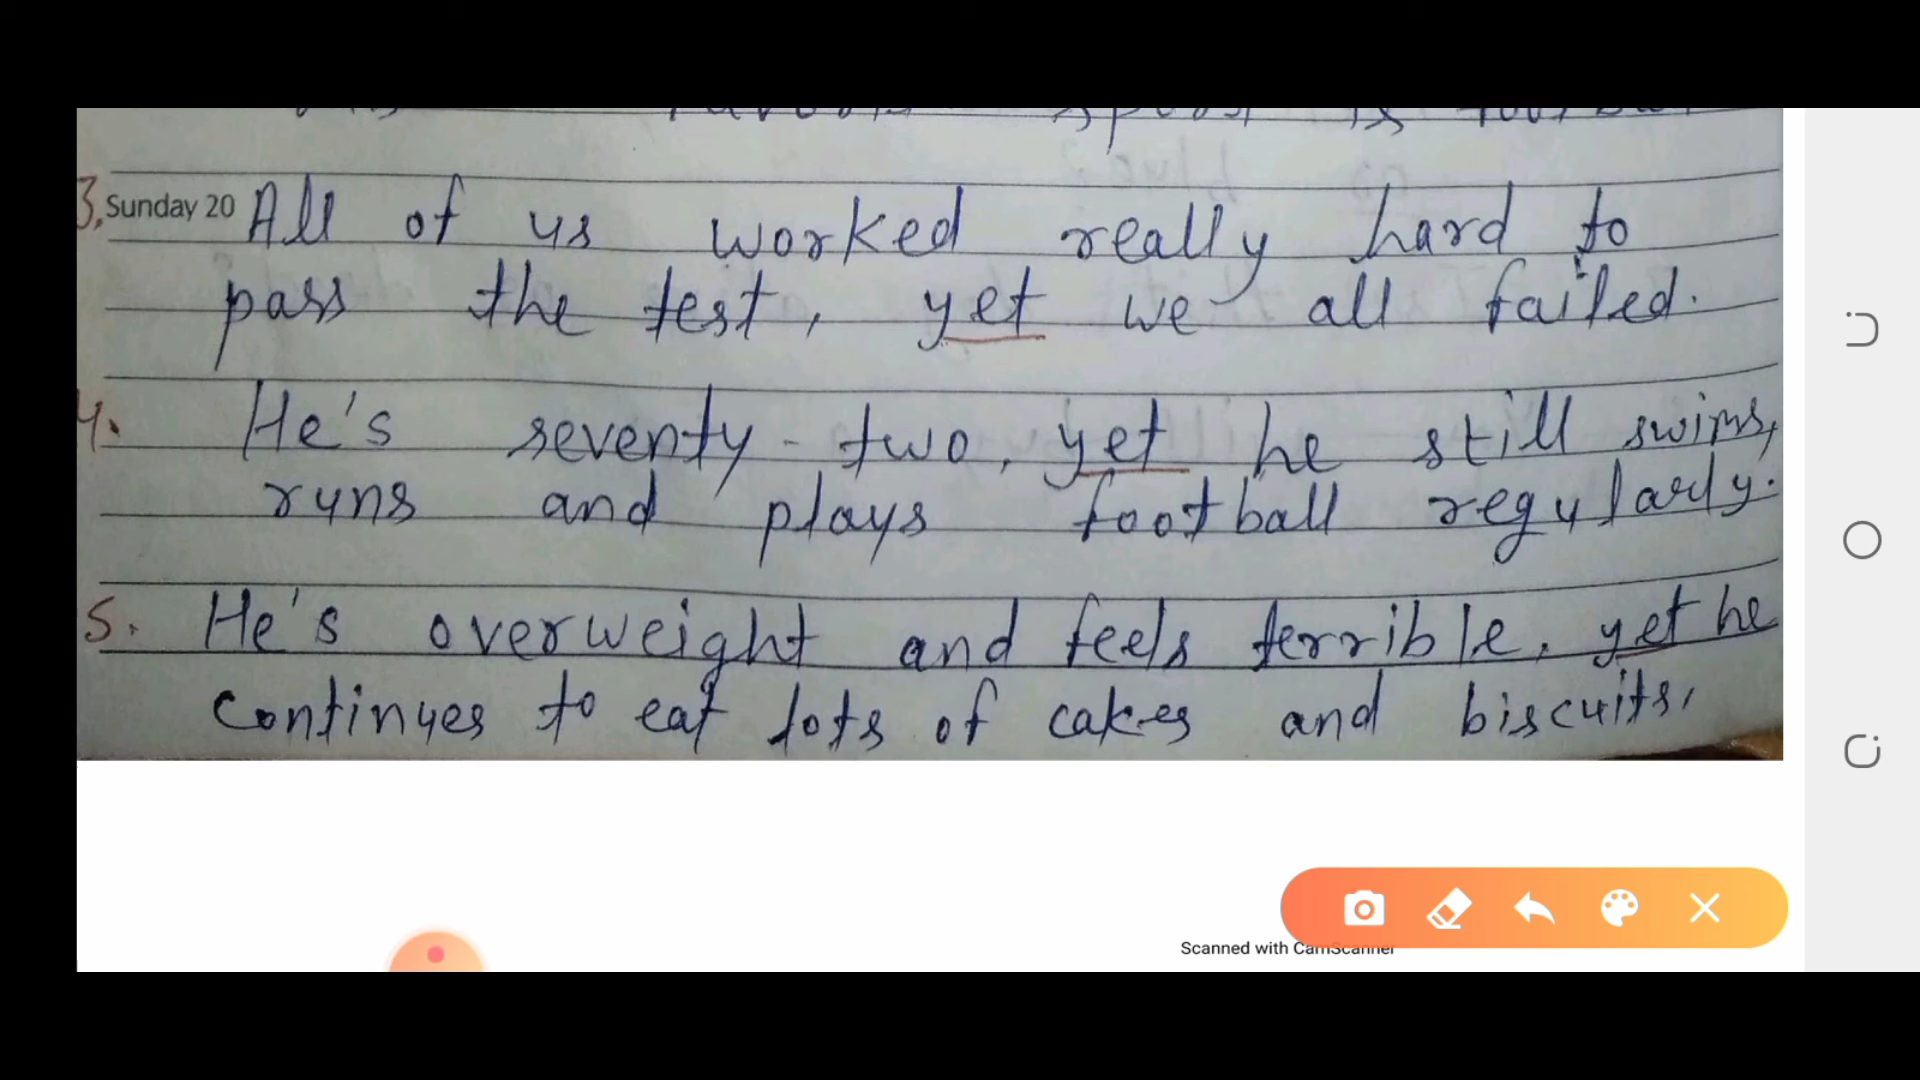 sport is
3. Sunday 20 All of us worked really hard to
pass the test, yet we all failed.
4. He's seventy-two, yet he still swims,
runs and plays football regularly.
5. He's overweight and feels terrible, yet he
continues to eat lots of cakes and biscuits,
Scanned with CamScanner